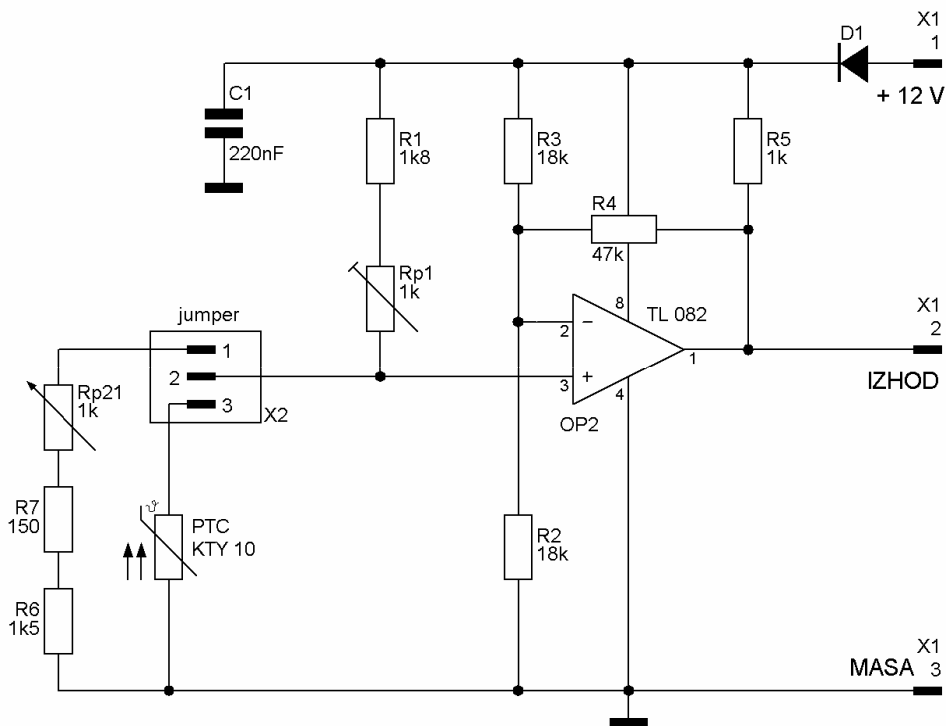 X1
1
D1
+ 12 V
C1
220nF
R1
1k8
R3
18k
R5
1k
R4
47k
Rp1
1k
jumper
1
2
3
X2
Rp21
1k
8
TL 082
2
−
+
3
1
4
OP2
X1
2
IZHOD
R7
150
ϑ
PTC
KTY 10
R2
18k
R6
1k5
X1
MASA
3